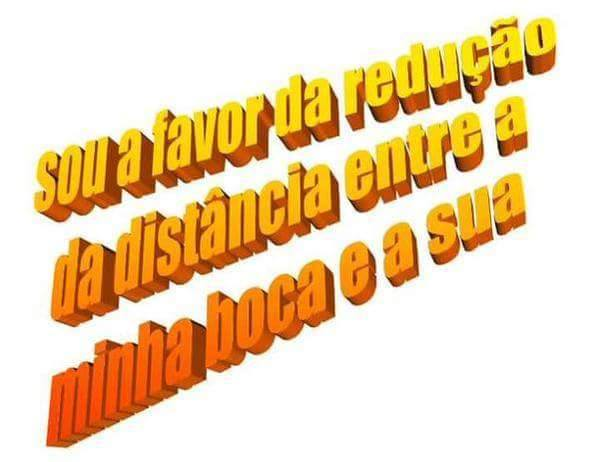 sou a favor da redução
da distância entre a
minha boca e a sua